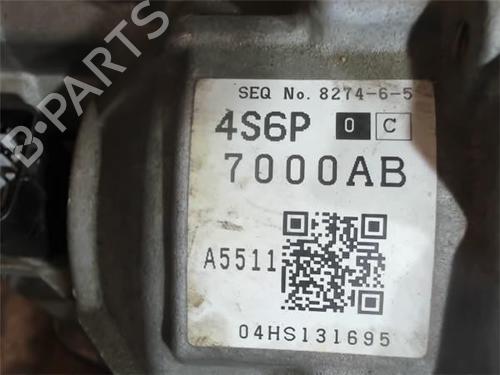 B-PARTS
SEQ No. 8274-6-5
4S6P 0 C
7000AB
A5511
04HS131695